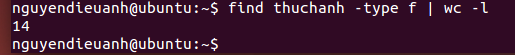 nguyendieuanh@ubuntu:~$ find thuchanh -type f | wc -l
14
nguyendieuanh@ubuntu:~$